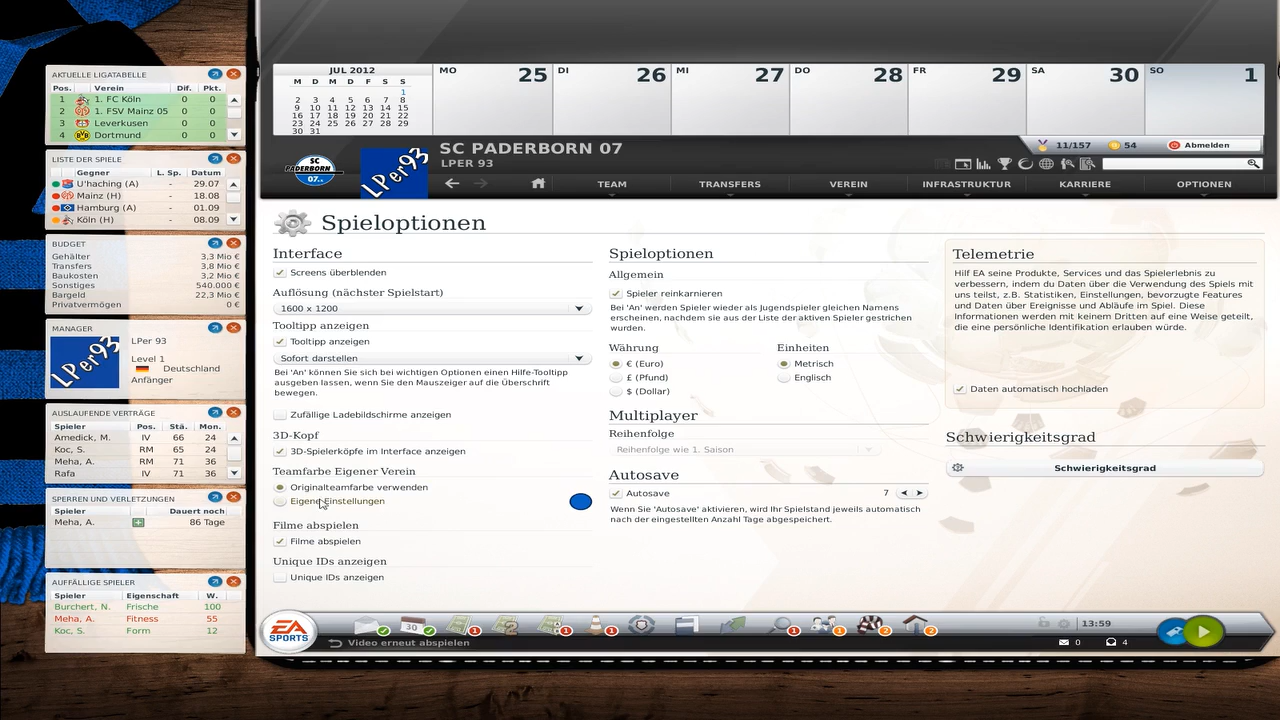 AKTUELLE LIGATABELLE
Pos. Verein Dif. Pkt.
1 1. FC Köln 0 0
2 1. FSV Mainz 05 0 0
3 Leverkusen 0 0
4 Dortmund 0 0
LISTE DER SPIELE
Gegner L. Sp. Datum
U'haching (A) - 29.07
Mainz (H) - 18.08
Hamburg (A) - 01.09
Köln (H) - 08.09
BUDGET
Gehälter 3,3 Mio €
Transfers 3,8 Mio €
Baukosten 3,2 Mio €
Sonstiges 540.000 €
Bargeld 22,3 Mio €
Privatvermögen 0 €
MANAGER
LPer93
LPer 93
Level 1
Deutschland
Anfänger
AUSLAUFENDE VERTRÄGE
Spieler Pos. Stä. Mon.
Amedick, M. IV 66 24
Koc, S. RM 65 24
Meha, A. RM 71 36
Rafa IV 71 36
SPERREN UND VERLETZUNGEN
Spieler Dauert noch
Meha, A. 86 Tage
AUFFÄLLIGE SPIELER
Spieler Eigenschaft W.
Burchert, N. Frische 100
Meha, A. Fitness 55
Koc, S. Form 12
JUL 2012
M D M D F S S
1
2 3 4 5 6 7 8
9 10 11 12 13 14 15
16 17 18 19 20 21 22
23 24 25 26 27 28 29
30 31
MO 25 DI 26 MI 27 DO 28 FR 29 SA 30 SO 1
11/157 54 Abmelden
SC PADERBORN 07..
LPer93
SC PADERBORN 07
LPER 93
TEAM TRANSFERS VEREIN INFRASTRUKTUR KARRIERE OPTIONEN
Spieloptionen
Interface
Screens überblenden
Auflösung (nächster Spielstart)
1600 x 1200
Tooltipp anzeigen
Tooltipp anzeigen
Sofort darstellen
Bei 'An' können Sie sich bei wichtigen Optionen einen Hilfe-Tooltipp
ausgeben lassen, wenn Sie den Mauszeiger auf die Überschrift
bewegen.
Zufällige Ladebildschirme anzeigen
3D-Kopf
3D-Spielerköpfe im Interface anzeigen
Teamfarbe Eigener Verein
Originalteamfarbe verwenden
Eigene Einstellungen
Filme abspielen
Filme abspielen
Unique IDs anzeigen
Unique IDs anzeigen
Spieloptionen
Allgemein
Spieler reinkarnieren
Bei 'An' werden Spieler wieder als Jugendspieler gleichen Namens
erscheinen, nachdem sie aus der Liste der aktiven Spieler gestrichen
wurden.
Währung Einheiten
€ (Euro) Metrisch
£ (Pfund) Englisch
$ (Dollar)
Multiplayer
Reihenfolge
Reihenfolge wie 1. Saison
Autosave
Autosave 7
Wenn Sie 'Autosave' aktivieren, wird Ihr Spielstand jeweils automatisch
nach der eingestellten Anzahl Tage abgespeichert.
Telemetrie
Hilf EA seine Produkte, Services und das Spielerlebnis zu
verbessern, indem du Daten über die Verwendung des Spiels mit
uns teilst, z.B. Statistiken, Einstellungen, bevorzugte Features
und Daten über Ereignisse und Abläufe im Spiel. Diese
Informationen werden mit keinem Dritten auf eine Weise geteilt,
die eine persönliche Identifikation erlauben würde.
Daten automatisch hochladen
Schwierigkeitsgrad
Schwierigkeitsgrad
EA SPORTS
30 1 1 1 1 1 2 2
13:59
Video erneut abspielen
0 4